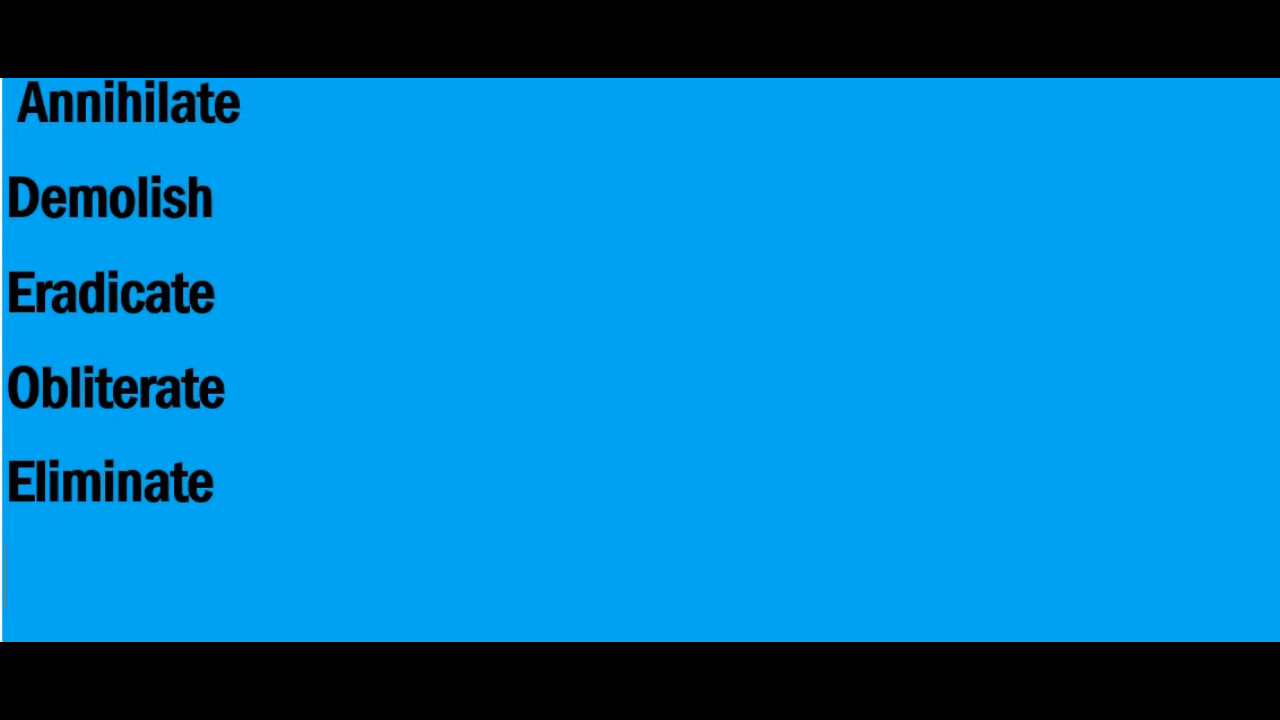 Annihilate
Demolish
Eradicate
Obliterate
Eliminate